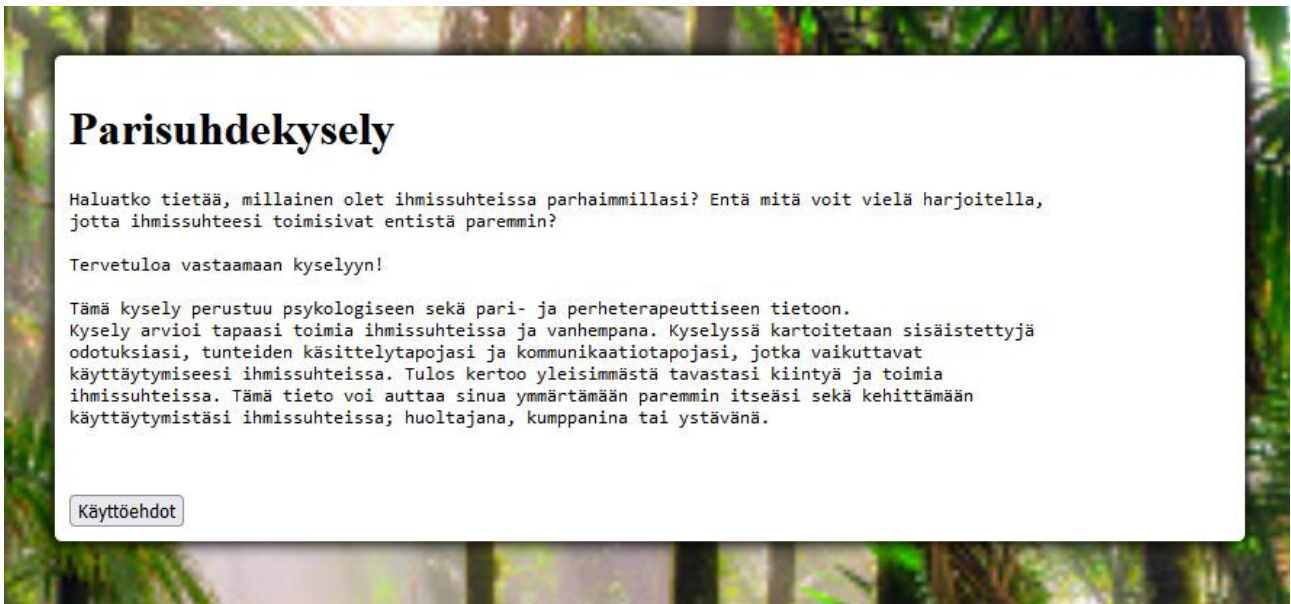 Parisuhdekysely
Haluatko tietää, millainen olet ihmissuhteissa parhaimmillasi? Entä mitä voit vielä harjoitella,
jotta ihmissuhteesi toimisivat entistä paremmin?
Tervetuloa vastaamaan kyselyyn!
Tämä kysely perustuu psykologiseen sekä pari- ja perheterapeuttiseen tietoon.
Kysely arvioi tapaasi toimia ihmissuhteissa ja vanhempana. Kyselyssä kartoitetaan sisäistettyjä
odotuksiasi, tunteiden käsittelytapojasi ja kommunikaatiotapojasi, jotka vaikuttavat
käyttäytymiseesi ihmissuhteissa. Tulos kertoo yleisimmästä tavastasi kiintyä ja toimia
ihmissuhteissa. Tämä tieto voi auttaa sinua ymmärtämään paremmin itseäsi sekä kehittämään
käyttäytymistäsi ihmissuhteissa; huoltajana, kumppanina tai ystävänä.
Käyttöehdot